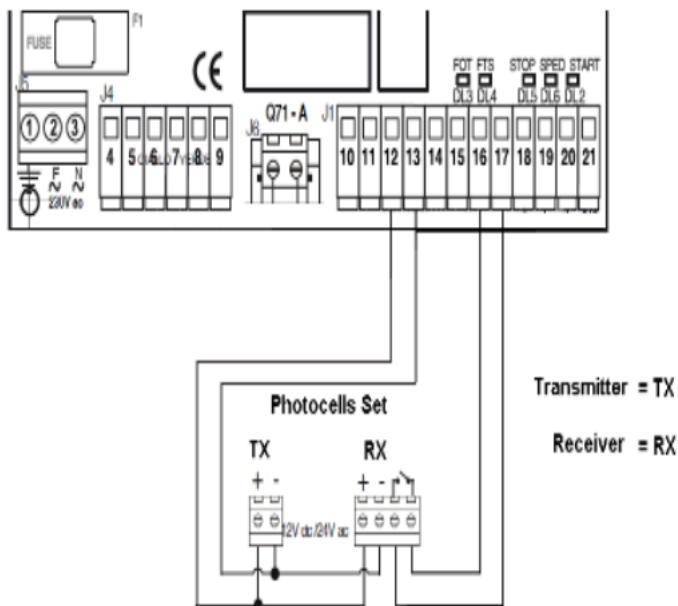 F1
FUSE
CE
J5
J4
Q71 - A
J6
J1
FOT FTS STOP SPED START
DL3 DL4 DL5 DL6 DL2
1 2 3
4 5 6 7 8 9
10 11 12 13 14 15 16 17 18 19 20 21
F N
230V ac
Photocells Set
Transmitter = TX
Receiver = RX
TX RX
+ - + -
12V dc /24V ac